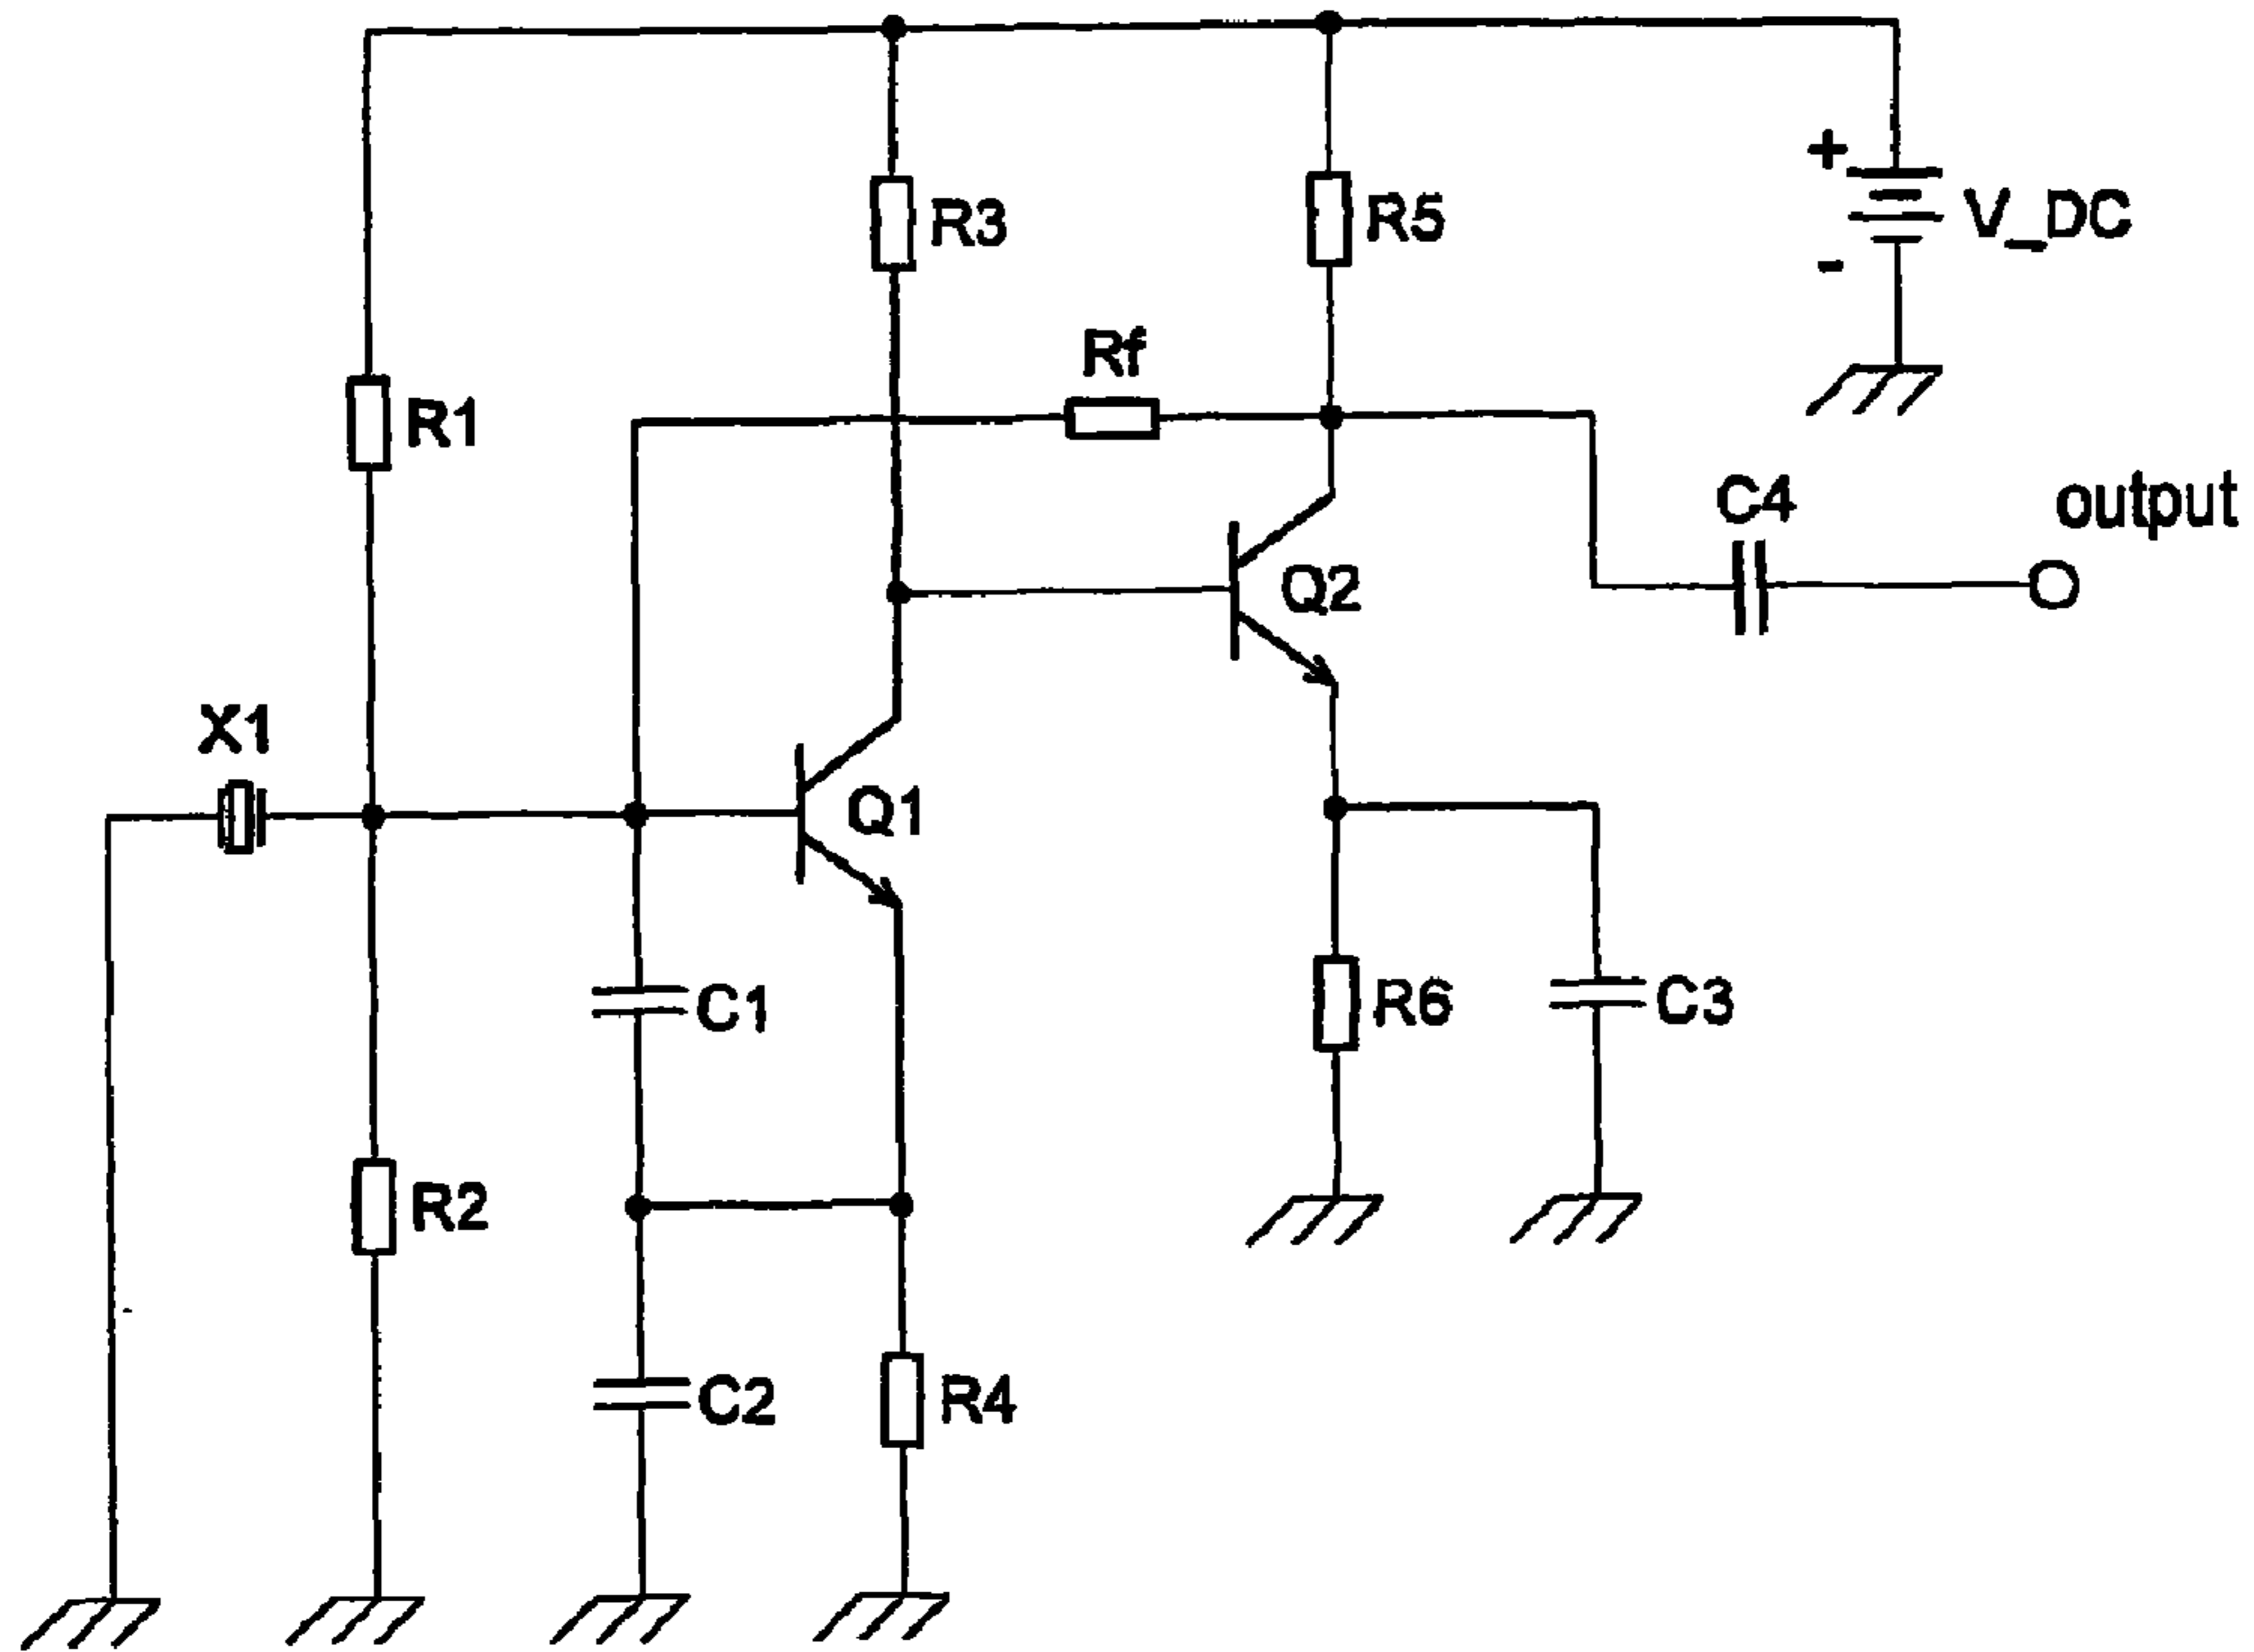 R3
R5
+
V_DC
-
Rf
R1
C4
output
Q2
X1
Q1
C1
R6
C3
R2
C2
R4